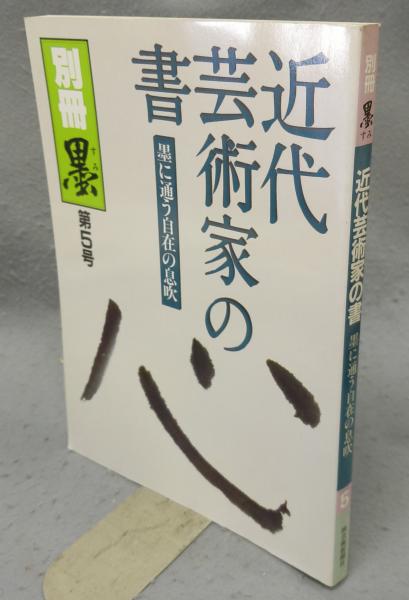 近代
芸術家の
書
墨に通う自在の息吹
別冊
墨
すみ
第5号
心
別冊
墨
すみ
近代芸術家の書
墨に通う自在の息吹
5